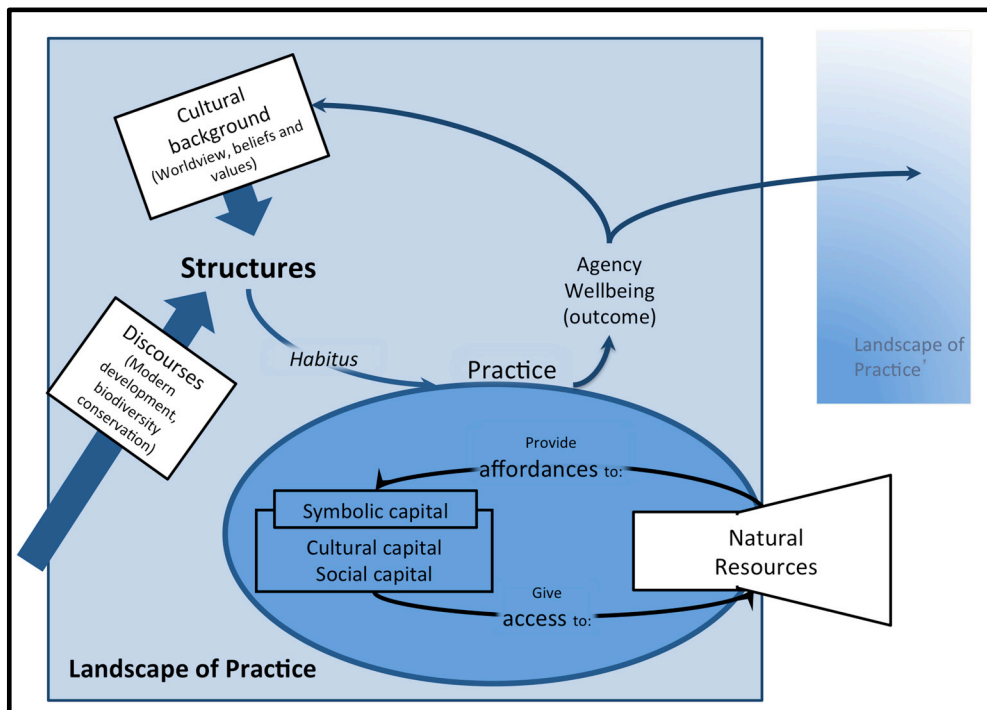 Cultural
background
(Worldview, beliefs and
values)
Structures
Discourses
(Modern
development,
biodiversity
conservation)
Habitus
Agency
Wellbeing
(outcome)
Practice
Landscape of
Practice'
Provide
affordances to:
Symbolic capital
Cultural capital
Social capital
Natural
Resources
Give
access to:
Landscape of Practice